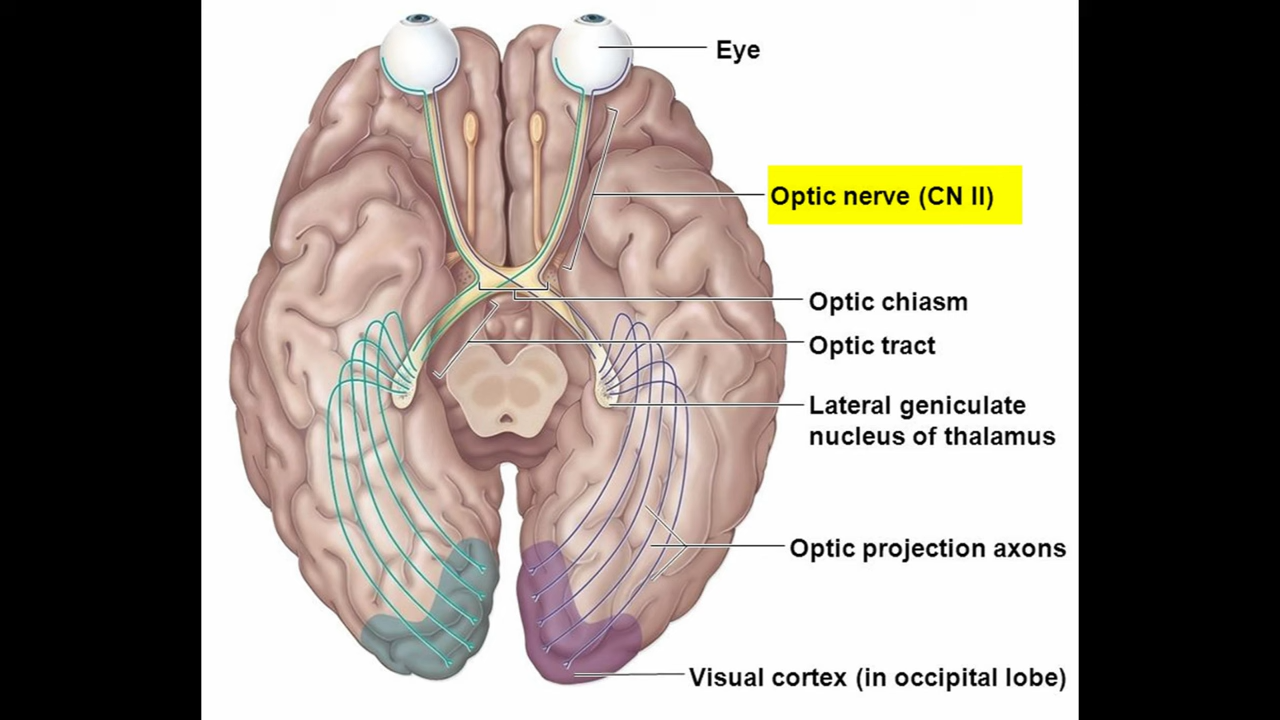 Eye
Optic nerve (CN II)
Optic chiasm
Optic tract
Lateral geniculate
nucleus of thalamus
Optic projection axons
Visual cortex (in occipital lobe)